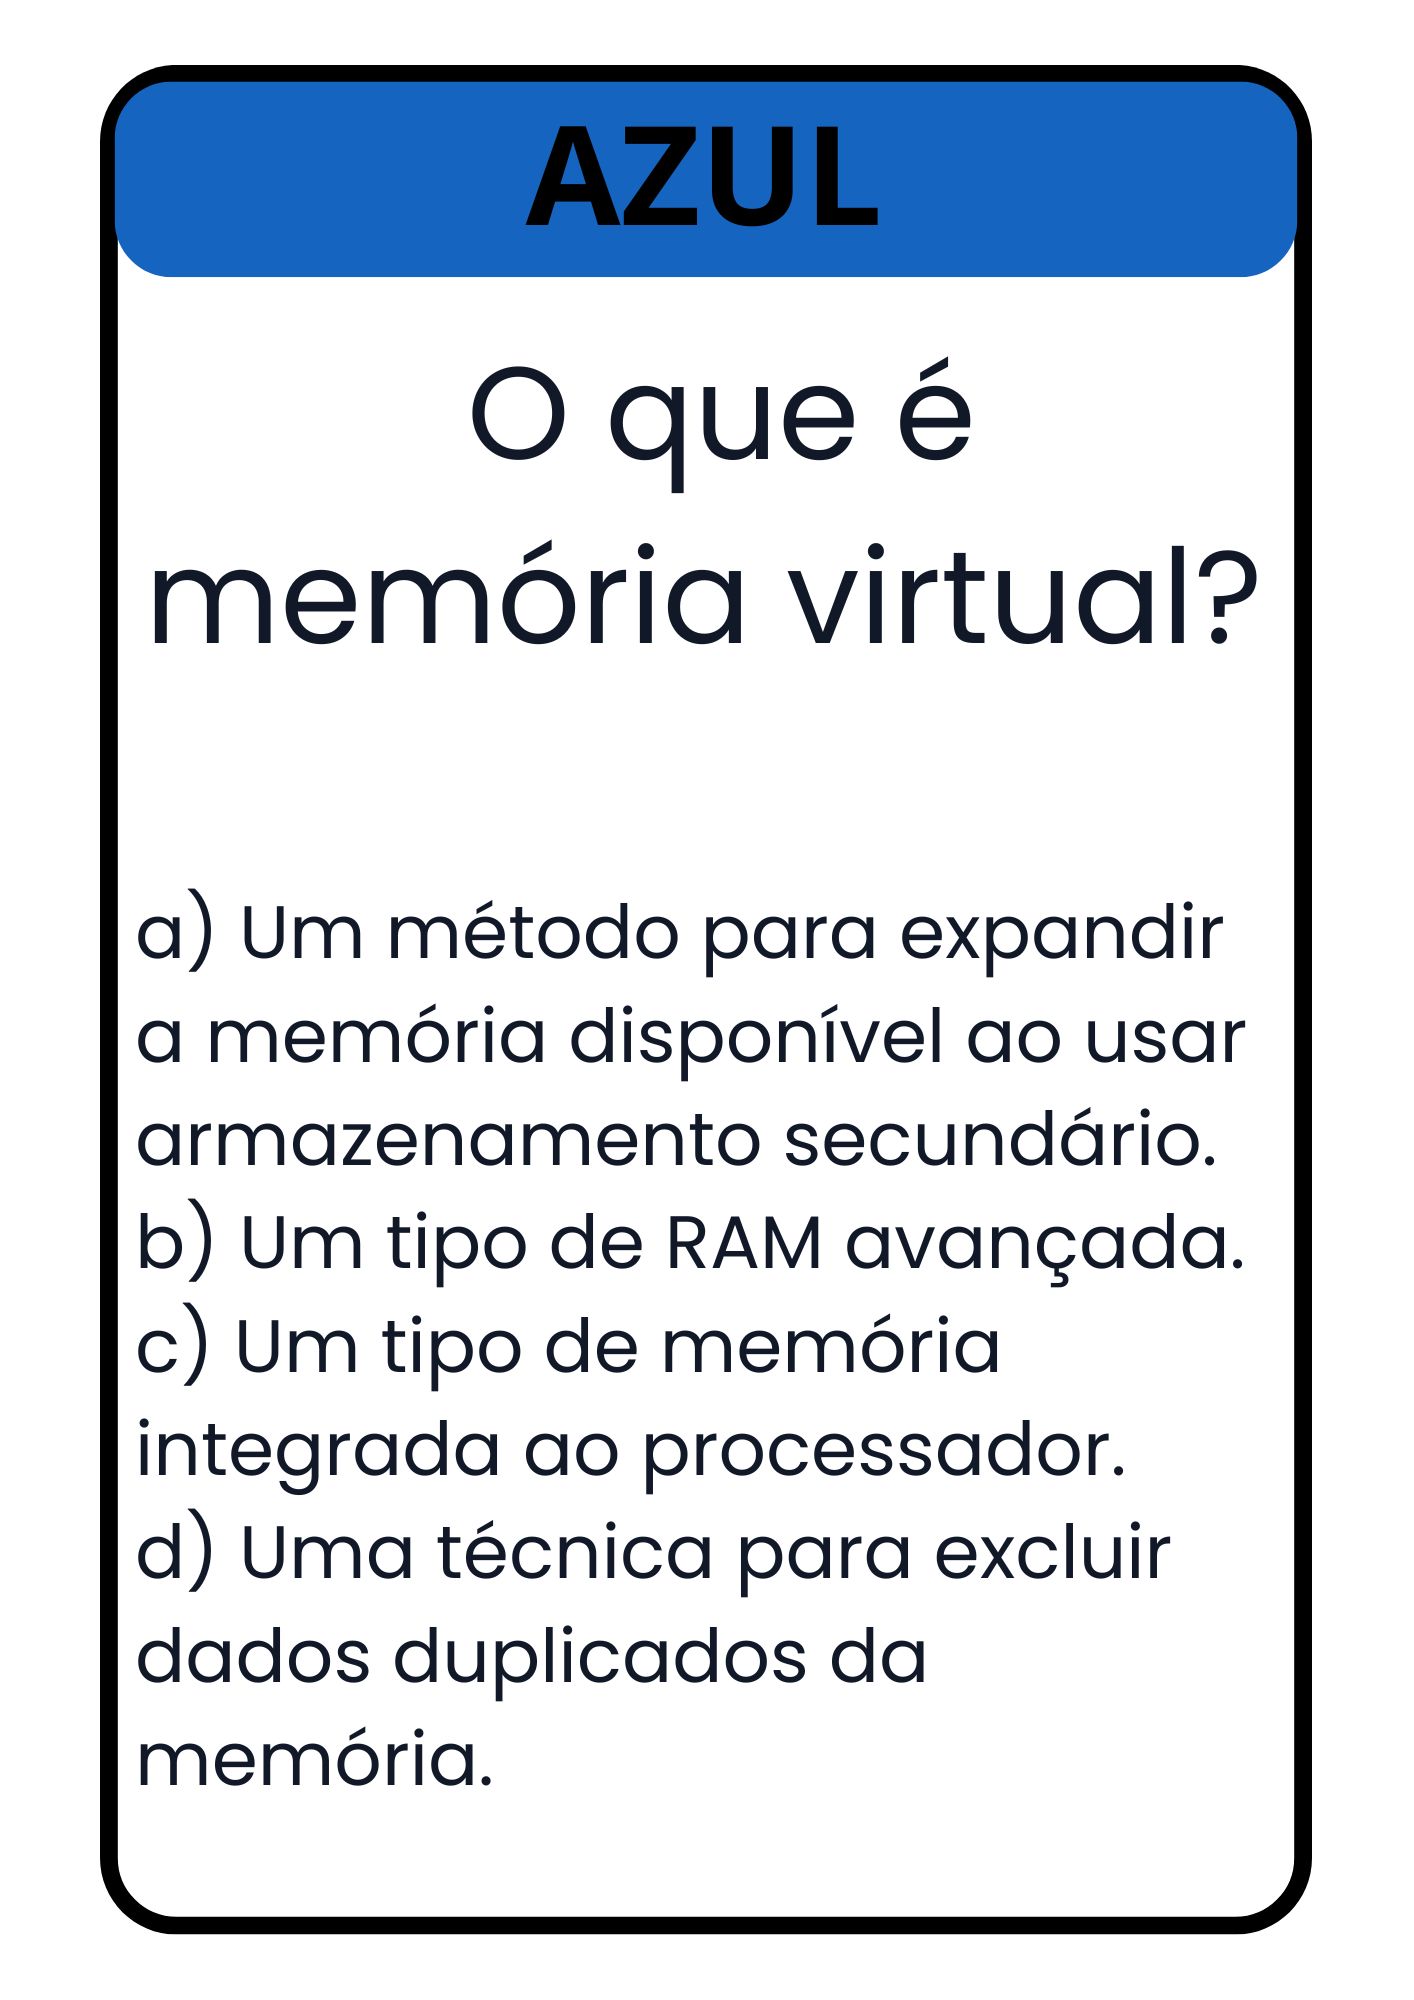 AZUL
O que é
memória virtual?
a) Um método para expandir
a memória disponível ao usar
armazenamento secundário.
b) Um tipo de RAM avançada.
c) Um tipo de memória
integrada ao processador.
d) Uma técnica para excluir
dados duplicados da
memória.